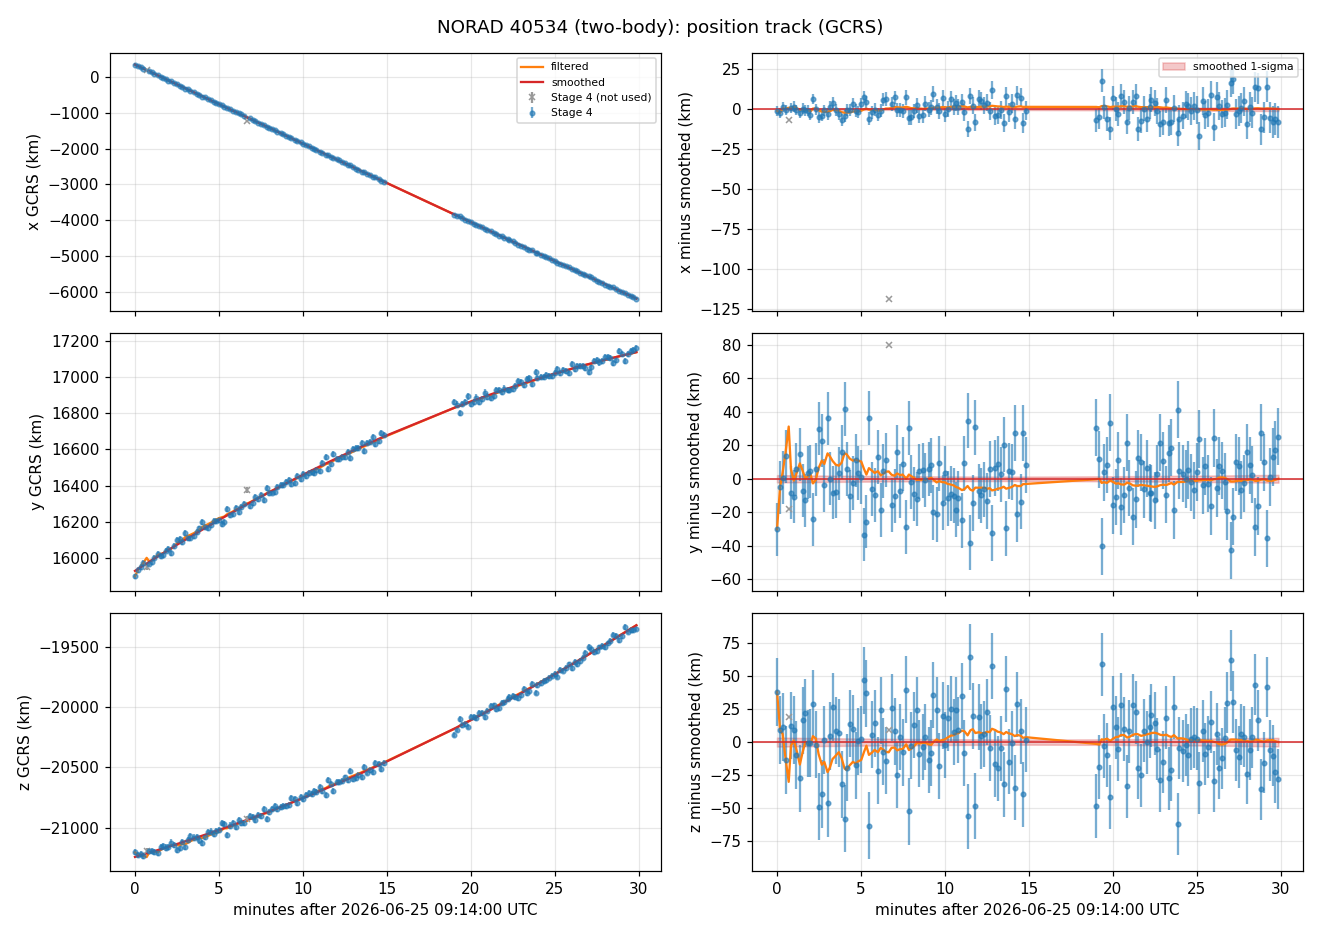 NORAD 40534 (two-body): position track (GCRS)
filtered
smoothed
Stage 4 (not used)
Stage 4
x GCRS (km)
0
−1000
−2000
−3000
−4000
−5000
−6000
smoothed 1-sigma
x minus smoothed (km)
25
0
−25
−50
−75
−100
−125
y GCRS (km)
17200
17000
16800
16600
16400
16200
16000
y minus smoothed (km)
80
60
40
20
0
−20
−40
−60
z GCRS (km)
−19500
−20000
−20500
−21000
0 5 10 15 20 25 30
minutes after 2026-06-25 09:14:00 UTC
z minus smoothed (km)
75
50
25
0
−25
−50
−75
0 5 10 15 20 25 30
minutes after 2026-06-25 09:14:00 UTC